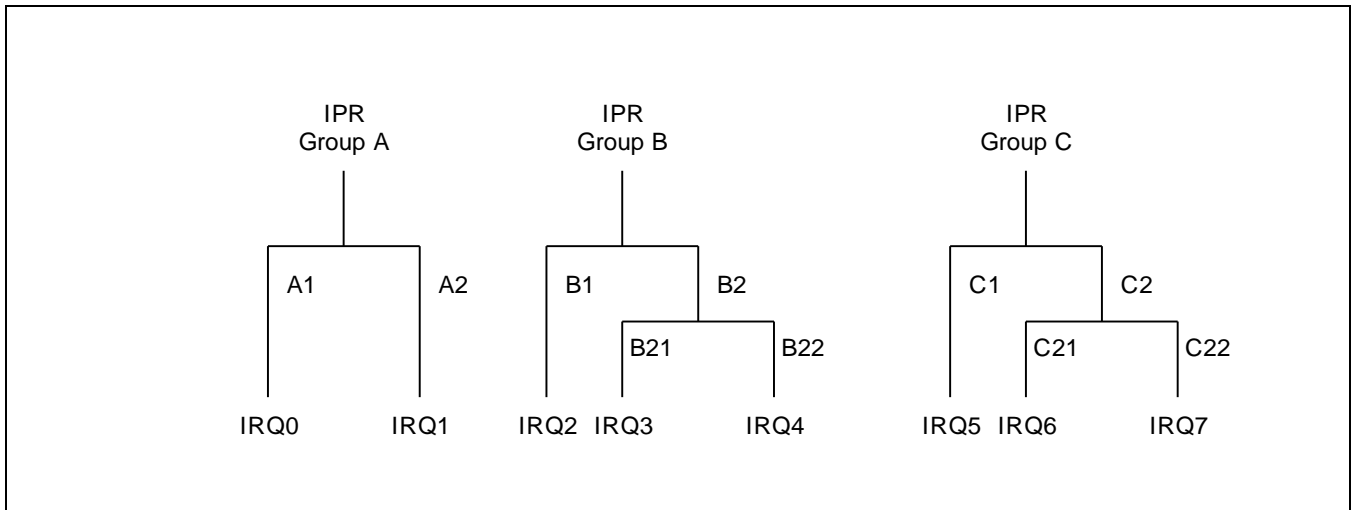 IPR
Group A
IPR
Group B
IPR
Group C
A1
A2
B1
B2
C1
C2
B21
B22
C21
C22
IRQ0
IRQ1
IRQ2
IRQ3
IRQ4
IRQ5
IRQ6
IRQ7